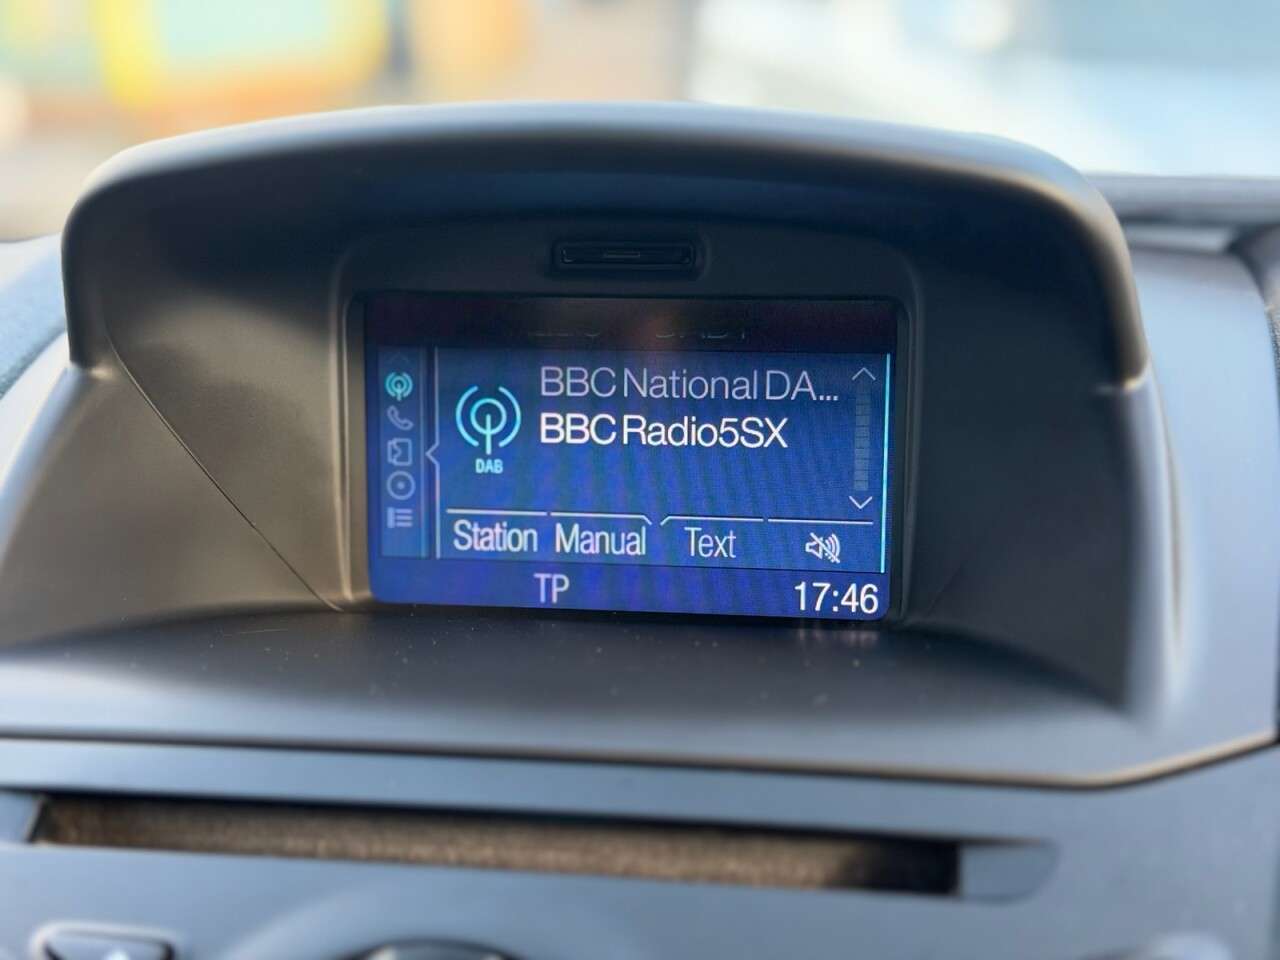 BBC National DA...
BBC Radio5SX
DAB
Station Manual Text
TP
17:46